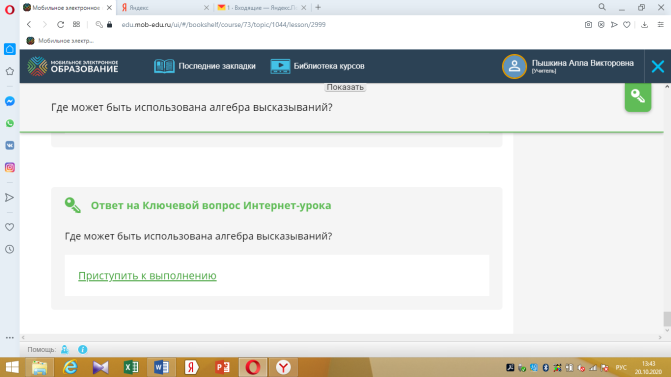 Мобильное электронное
Яндекс
1 · Входящие — Яндекс.П
edu.mob-edu.ru/ui/#/bookshelf/course/73/topic/1044/lesson/2999
Мобильное электр...
МОБИЛЬНОЕ ЭЛЕКТРОННОЕ
ОБРАЗОВАНИЕ
Последние закладки
Библиотека курсов
Пышкина Алла Викторовна
(Учитель)
Показать
Где может быть использована алгебра высказываний?
Ответ на Ключевой вопрос Интернет-урока
Где может быть использована алгебра высказываний?
Приступить к выполнению
Помощь:
РУС
13:43
20.10.2020